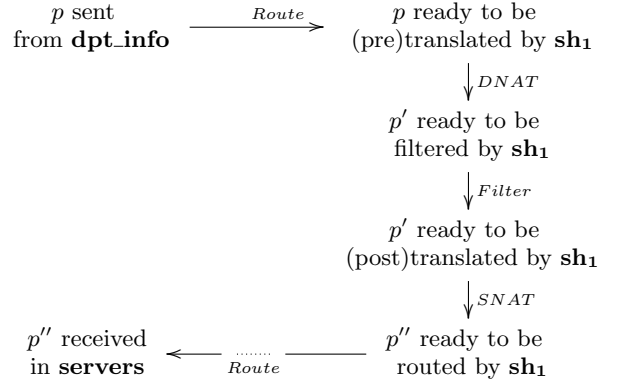 p sent
from dpt_info
Route
p ready to be
(pre)translated by sh₁
DNAT
p′ ready to be
filtered by sh₁
Filter
p′ ready to be
(post)translated by sh₁
SNAT
p′′ received
in servers
........
Route
p′′ ready to be
routed by sh₁